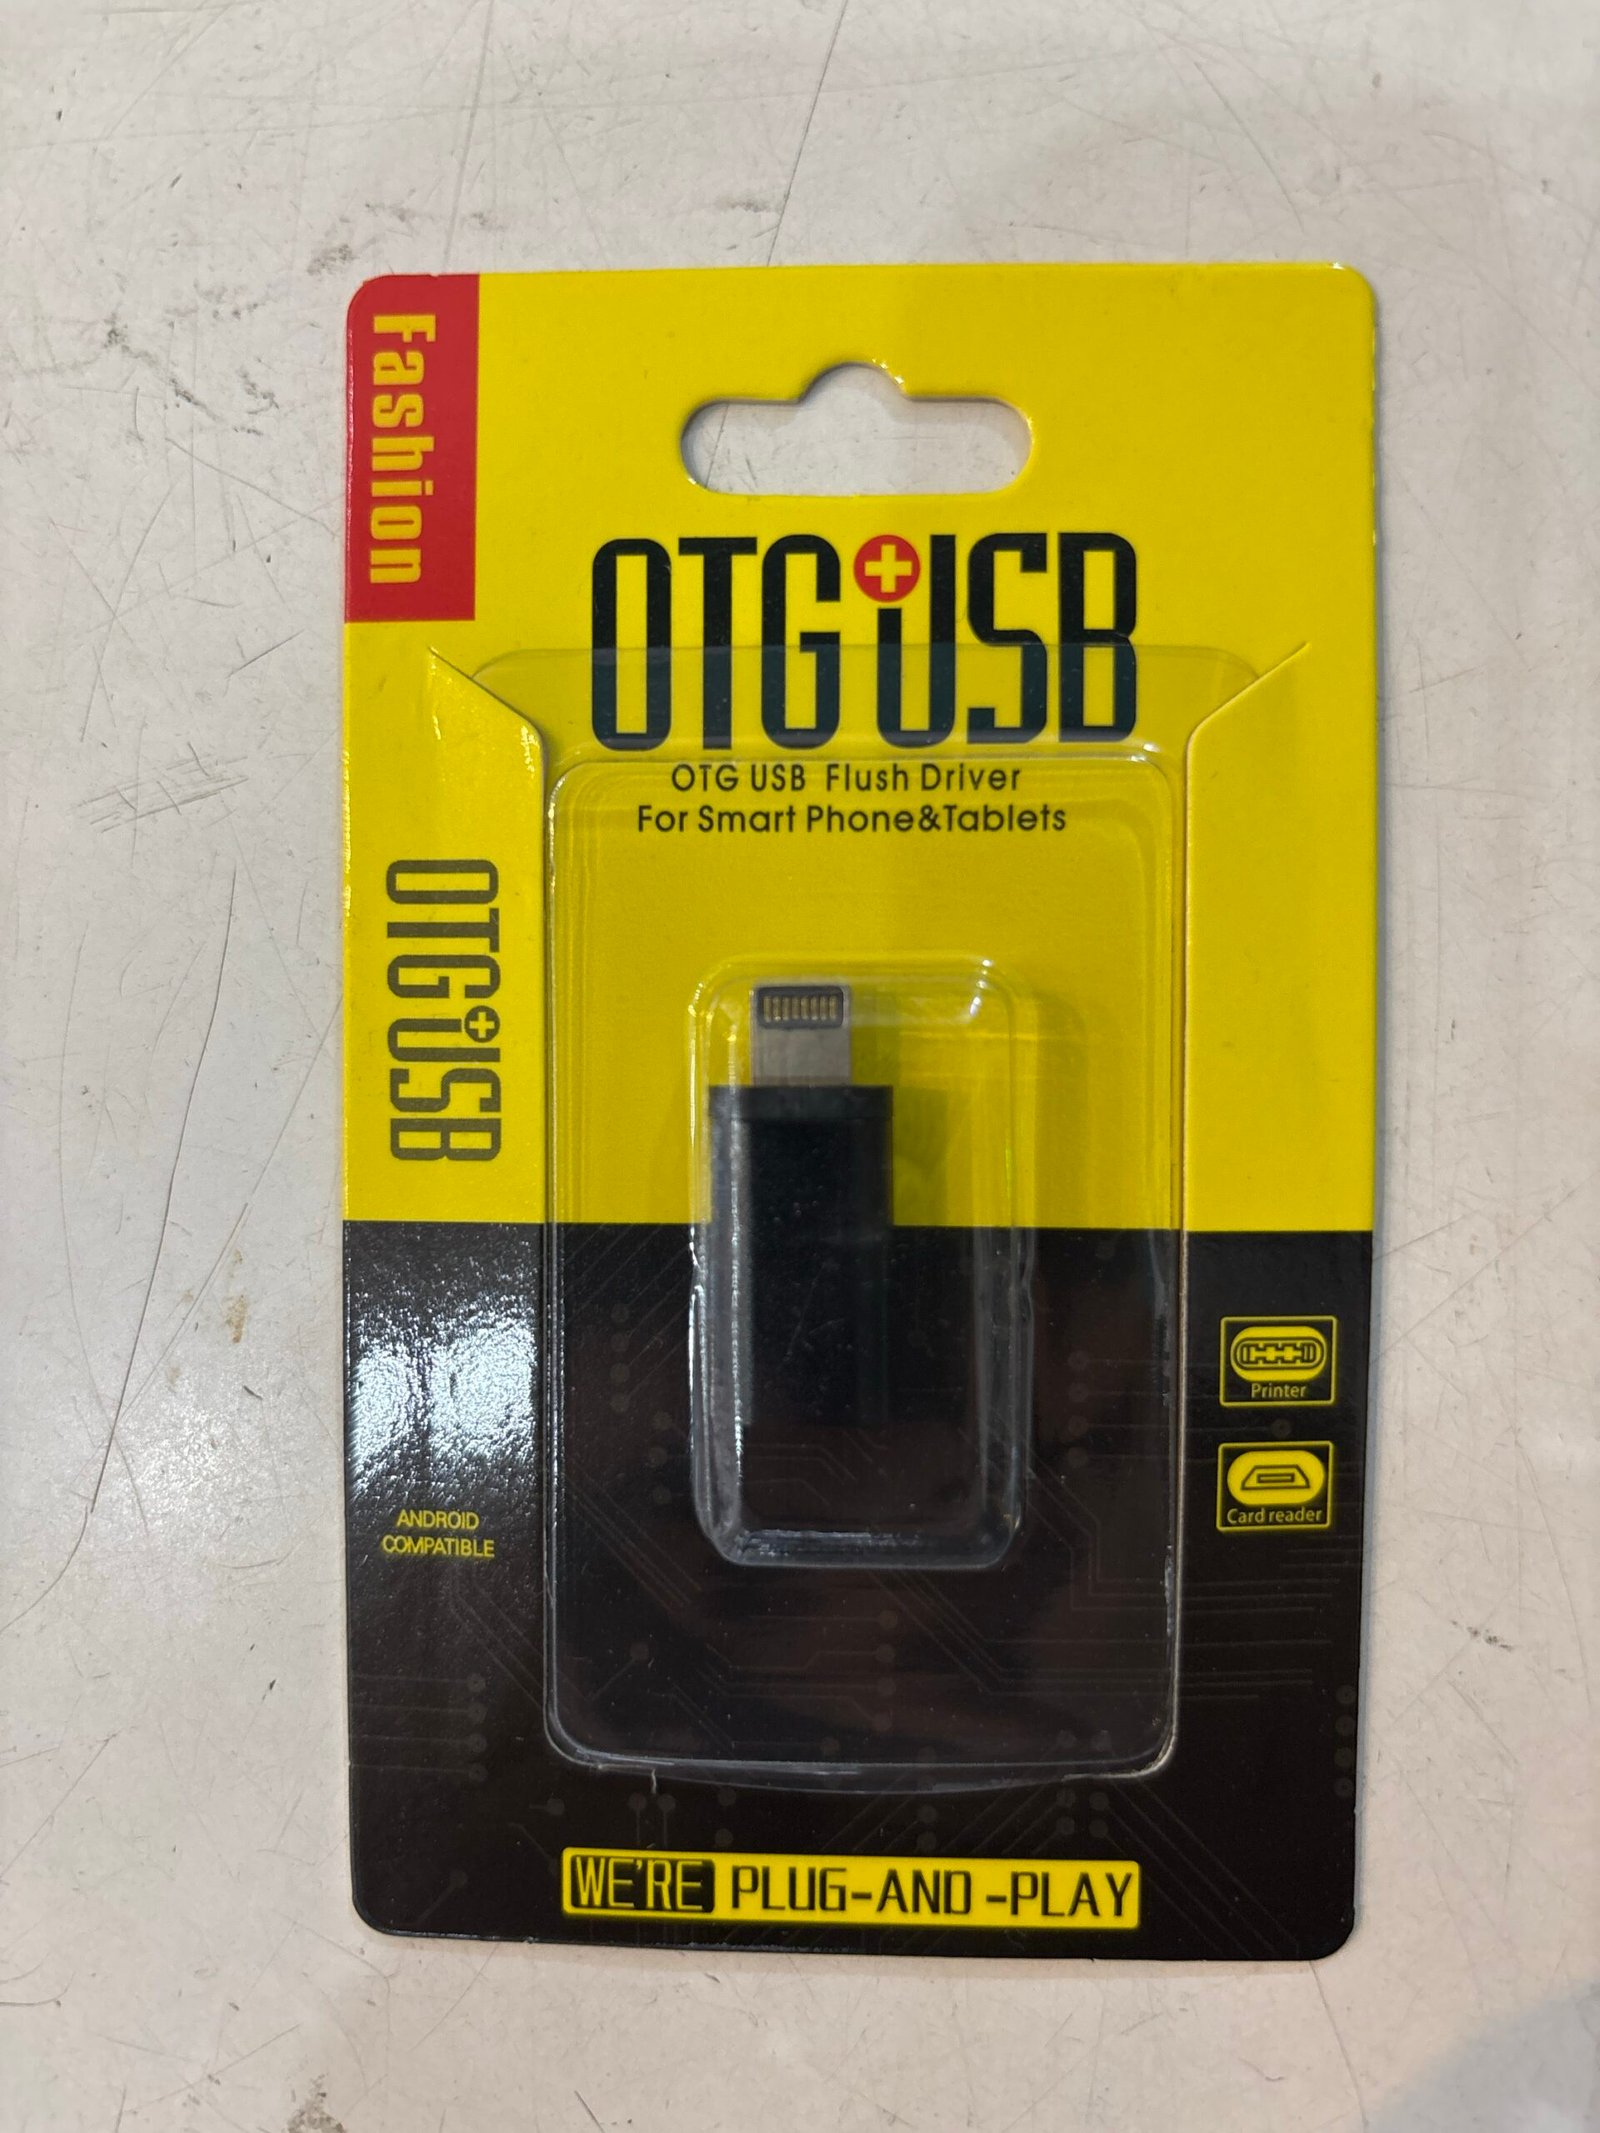 Fashion
OTG USB
OTG USB Flush Driver
For Smart Phone&Tablets
OTG USB
Printer
Card reader
ANDROID
COMPATIBLE
WE'RE PLUG-AND -PLAY